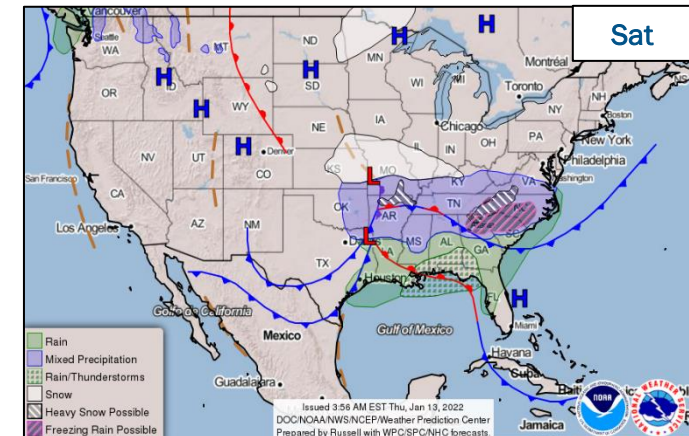 Sat
Vancouver
Seattle
WA
MT
ND
MN
Montréal
H
H
OR
ID
H
H
SD
WI
MI
Toronto
NH
NY
Boston
WY
H
IA
Chicago
PA
New York
NE
IL
IN
OH
Philadelphia
NV
UT
H
Denver
CO
KS
MO
Washington
San Francisco
L
KY
VA
CA
OK
TN
AR
Los Angeles
AZ
NM
L
MS
AL
GA
SC
Dallas
LA
TX
Houston
FL
H
Miami
Golfo de California
Mexico
Gulf of Mexico
Havana
Cuba
Guadalajara
Jamaica
Rain
Mixed Precipitation
Rain/Thunderstorms
Snow
Heavy Snow Possible
Freezing Rain Possible
Issued 3:56 AM EST Thu, Jan 13, 2022
DOC/NOAA/NWS/NCEP/Weather Prediction Center
Prepared by Russell with WPC/SPC/NHC forecasts.
NOAA
NATIONAL WEATHER